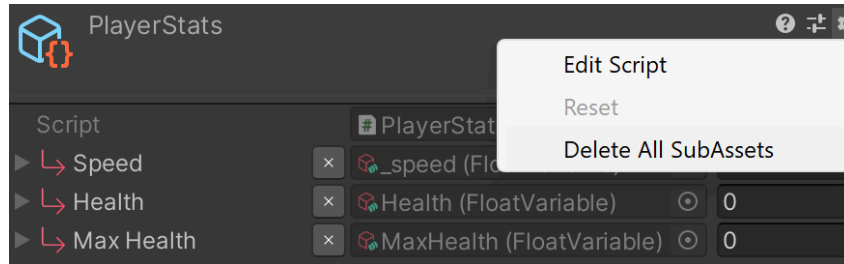 PlayerStats
Edit Script
Reset
Delete All SubAssets
Script
PlayerStat
Speed
_speed (Flo
Health
Health (FloatVariable)
0
Max Health
MaxHealth (FloatVariable)
0